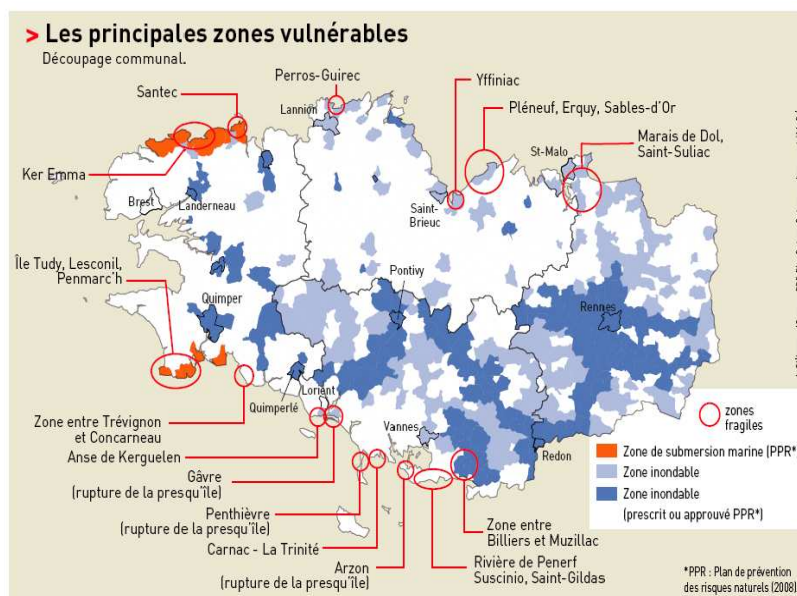 > Les principales zones vulnérables
Découpage communal.
Perros-Guirec
Yffiniac
Santec
Lannion
Pléneuf, Erquy, Sables-d'Or
St-Malo
Marais de Dol,
Saint-Suliac
Ker Emma
Brest
Landerneau
Saint-
Brieuc
Île Tudy, Lesconil,
Penmarc'h
Quimper
Pontivy
Rennes
Zone entre Trévignon
et Concarneau
Quimperlé
Lorient
Vannes
Redon
Anse de Kerguelen
Gâvre
(rupture de la presqu'île)
Penthièvre
(rupture de la presqu'île)
Carnac - La Trinité
Arzon
(rupture de la presqu'île)
Zone entre
Billiers et Muzillac
Rivière de Penerf
Suscinio, Saint-Gildas
zones
fragiles
Zone de submersion marine (PPR*
Zone inondable
Zone inondable
(prescrit ou approuvé PPR*)
*PPR : Plan de prévention
des risques naturels (2008).